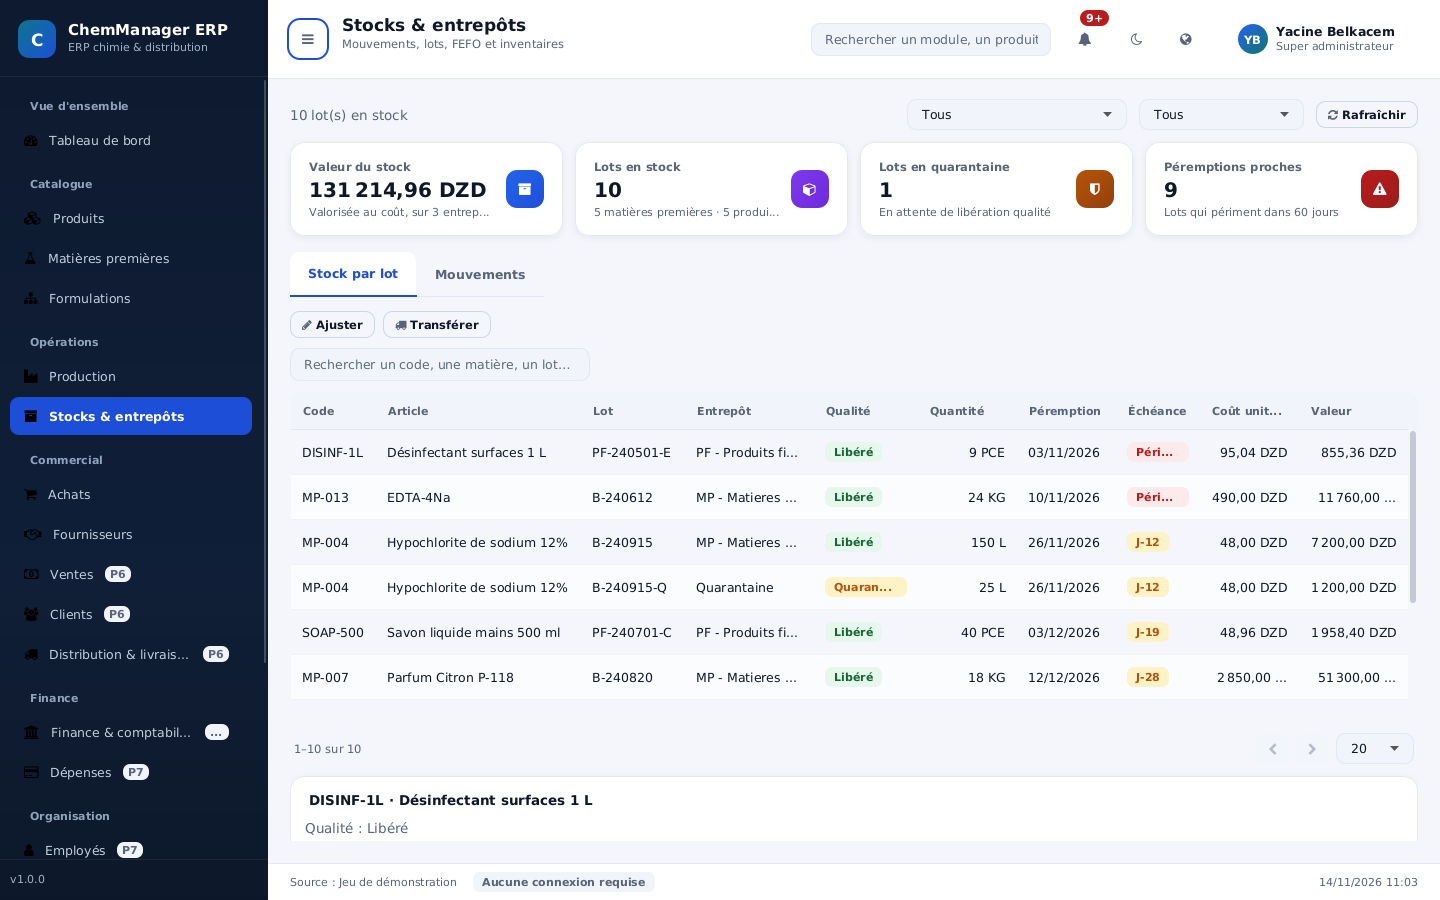 C
ChemManager ERP
ERP chimie & distribution
Vue d'ensemble
Tableau de bord
Catalogue
Produits
Matières premières
Formulations
Opérations
Production
Stocks & entrepôts
Commercial
Achats
Fournisseurs
Ventes P6
Clients P6
Distribution & livrais... P6
Finance
Finance & comptabil... ...
Dépenses P7
Organisation
Employés P7
v1.0.0
Stocks & entrepôts
Mouvements, lots, FEFO et inventaires
Rechercher un module, un produit
9+
YB
Yacine Belkacem
Super administrateur
10 lot(s) en stock
Tous
Tous
Rafraîchir
Valeur du stock
131 214,96 DZD
Valorisée au coût, sur 3 entrep...
Lots en stock
10
5 matières premières · 5 produi...
Lots en quarantaine
1
En attente de libération qualité
Péremptions proches
9
Lots qui périment dans 60 jours
Stock par lot
Mouvements
Ajuster
Transférer
Rechercher un code, une matière, un lot...
Code Article Lot Entrepôt Qualité Quantité Péremption Échéance Coût unit... Valeur
DISINF-1L Désinfectant surfaces 1 L PF-240501-E PF - Produits fi... Libéré 9 PCE 03/11/2026 Péri... 95,04 DZD 855,36 DZD
MP-013 EDTA-4Na B-240612 MP - Matieres ... Libéré 24 KG 10/11/2026 Péri... 490,00 DZD 11 760,00 ...
MP-004 Hypochlorite de sodium 12% B-240915 MP - Matieres ... Libéré 150 L 26/11/2026 J-12 48,00 DZD 7 200,00 DZD
MP-004 Hypochlorite de sodium 12% B-240915-Q Quarantaine Quaran... 25 L 26/11/2026 J-12 48,00 DZD 1 200,00 DZD
SOAP-500 Savon liquide mains 500 ml PF-240701-C PF - Produits fi... Libéré 40 PCE 03/12/2026 J-19 48,96 DZD 1 958,40 DZD
MP-007 Parfum Citron P-118 B-240820 MP - Matieres ... Libéré 18 KG 12/12/2026 J-28 2 850,00 ... 51 300,00 ...
1–10 sur 10
20
DISINF-1L · Désinfectant surfaces 1 L
Qualité : Libéré
Source : Jeu de démonstration
Aucune connexion requise
14/11/2026 11:03